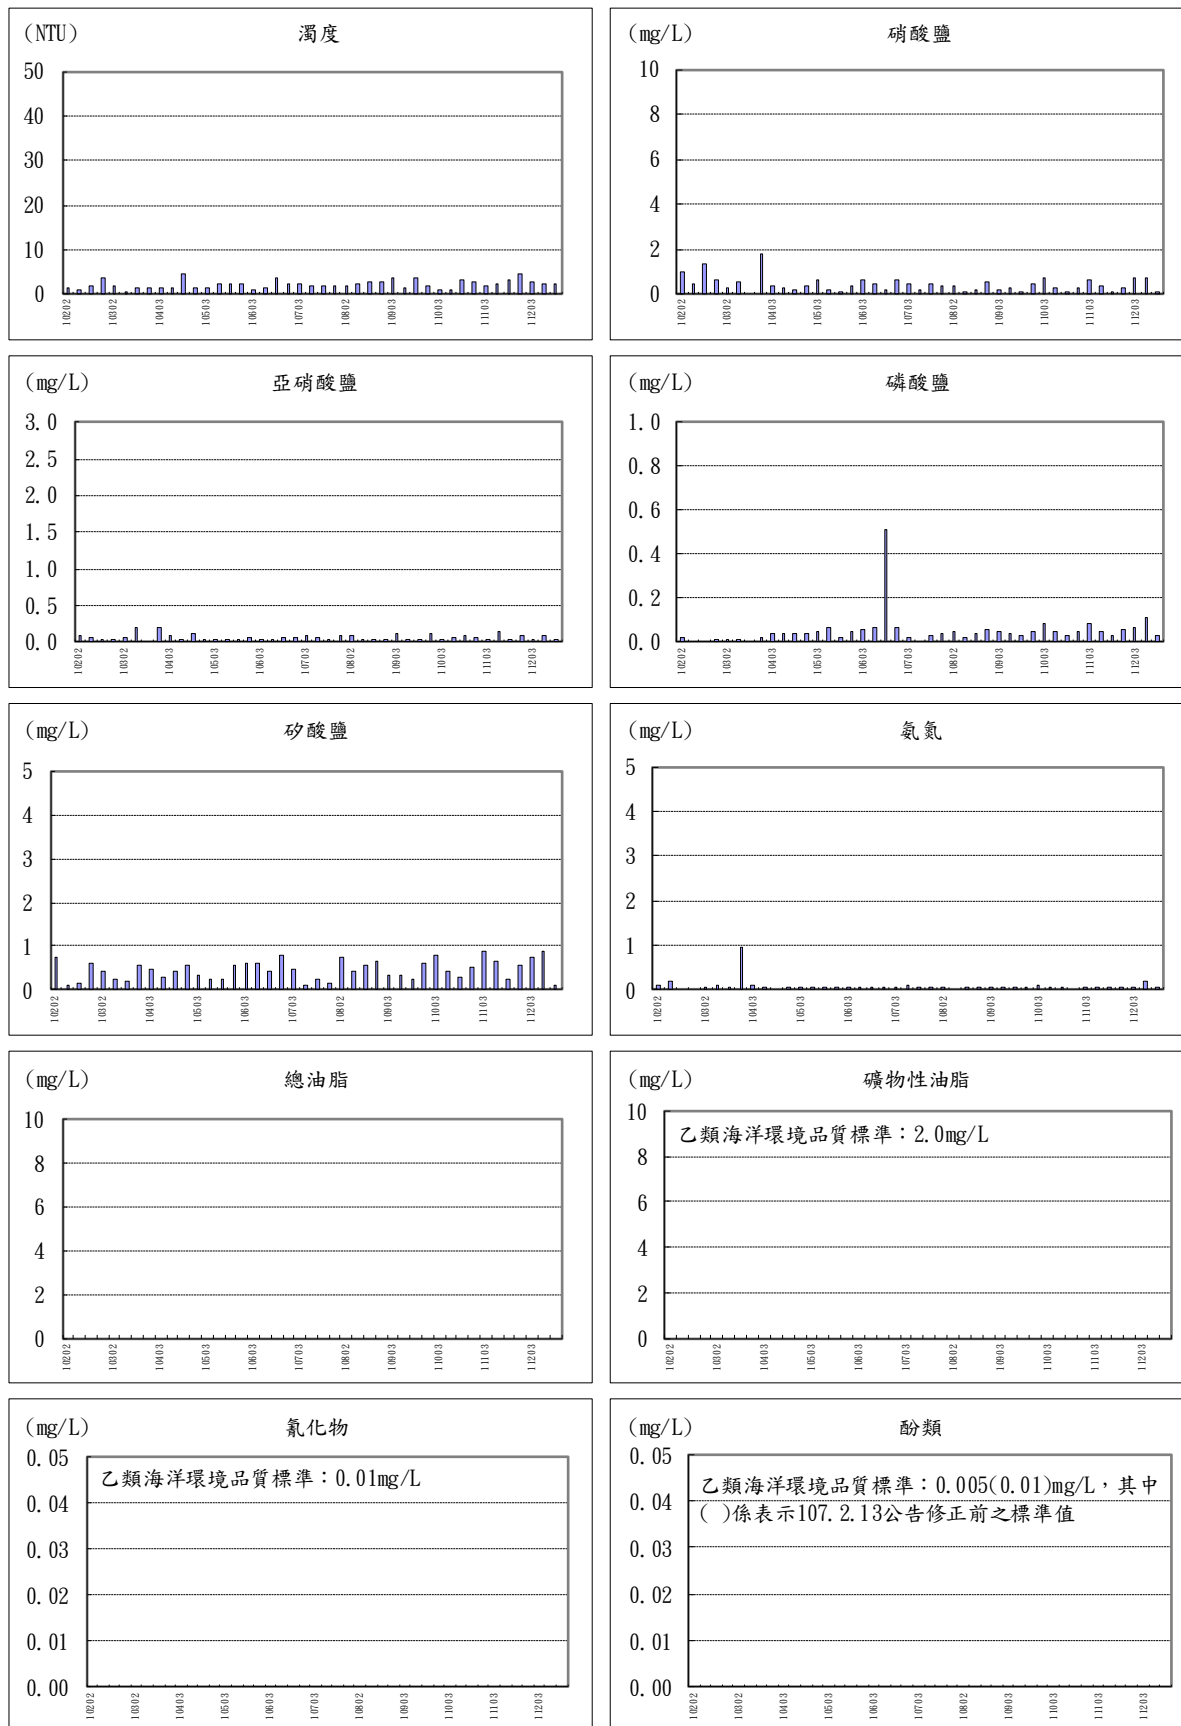 (NTU) 濁度
50
40
30
20
10
0
10202 10302 10403 10503 10603 10703 10802 10903 11003 11103 11203
(mg/L) 硝酸鹽
10
8
6
4
2
0
10202 10302 10403 10503 10603 10703 10802 10903 11003 11103 11203
(mg/L) 亞硝酸鹽
3.0
2.5
2.0
1.5
1.0
0.5
0.0
10202 10302 10403 10503 10603 10703 10802 10903 11003 11103 11203
(mg/L) 磷酸鹽
1.0
0.8
0.6
0.4
0.2
0.0
10202 10302 10403 10503 10603 10703 10802 10903 11003 11103 11203
(mg/L) 矽酸鹽
5
4
3
2
1
0
10202 10302 10403 10503 10603 10703 10802 10903 11003 11103 11203
(mg/L) 氨氮
5
4
3
2
1
0
10202 10302 10403 10503 10603 10703 10802 10903 11003 11103 11203
(mg/L) 總油脂
10
8
6
4
2
0
10202 10302 10403 10503 10603 10703 10802 10903 11003 11103 11203
(mg/L) 礦物性油脂
10
乙類海洋環境品質標準：2.0mg/L
8
6
4
2
0
10202 10302 10403 10503 10603 10703 10802 10903 11003 11103 11203
(mg/L) 氰化物
0.05
乙類海洋環境品質標準：0.01mg/L
0.04
0.03
0.02
0.01
0.00
10202 10302 10403 10503 10603 10703 10802 10903 11003 11103 11203
(mg/L) 酚類
0.05
乙類海洋環境品質標準：0.005(0.01)mg/L，其中
( )係表示107.2.13公告修正前之標準值
0.04
0.03
0.02
0.01
0.00
10202 10302 10403 10503 10603 10703 10802 10903 11003 11103 11203